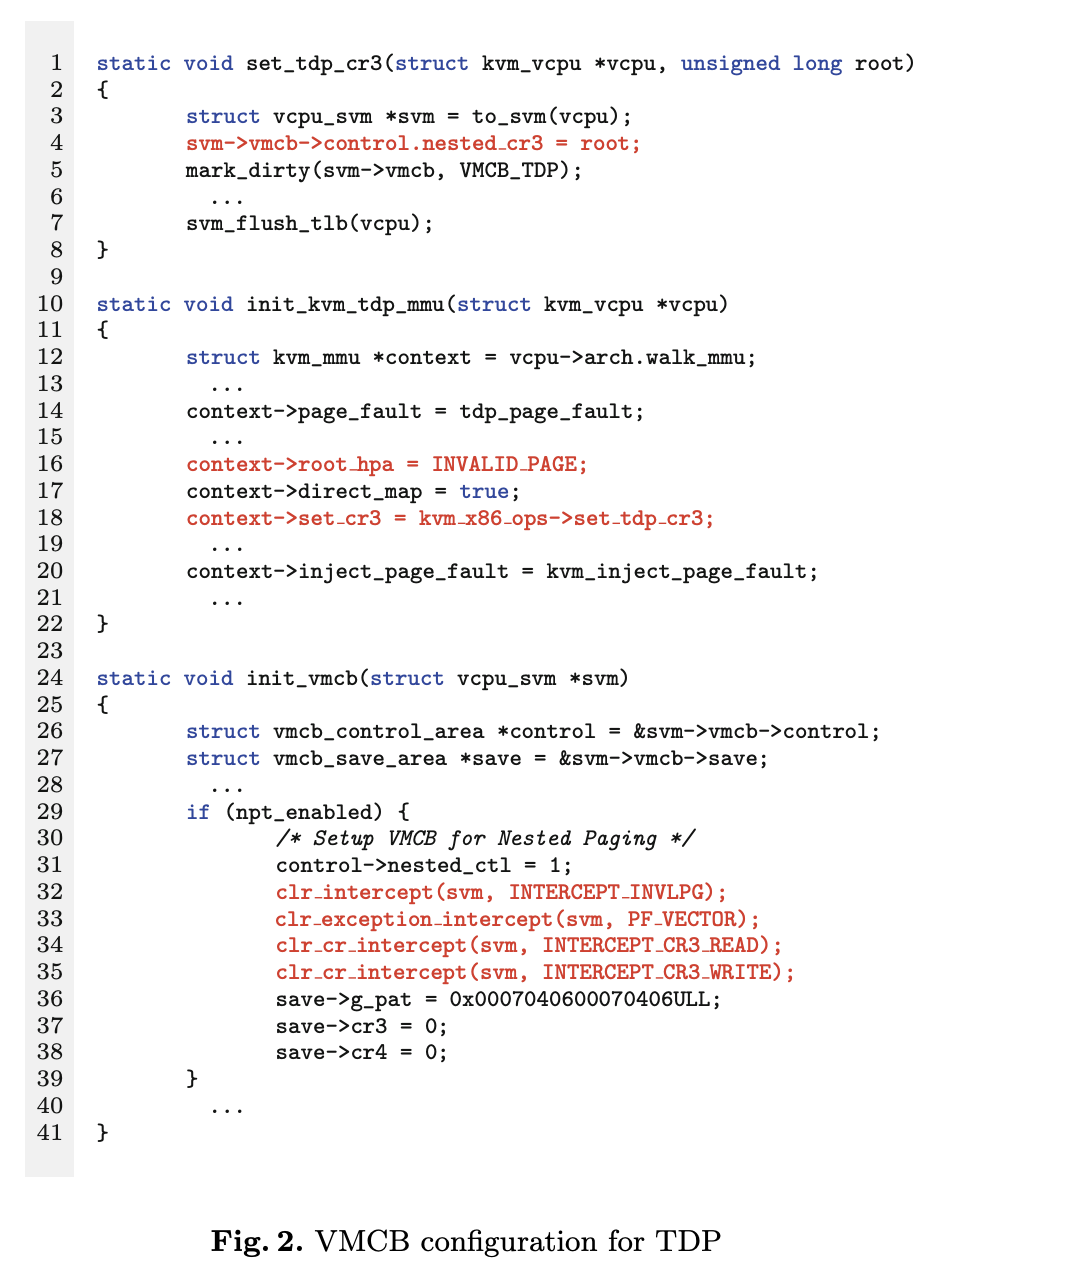 1 static void set_tdp_cr3(struct kvm_vcpu *vcpu, unsigned long root)
2 {
3 struct vcpu_svm *svm = to_svm(vcpu);
4 svm->vmcb->control.nested_cr3 = root;
5 mark_dirty(svm->vmcb, VMCB_TDP);
6 ...
7 svm_flush_tlb(vcpu);
8 }
9
10 static void init_kvm_tdp_mmu(struct kvm_vcpu *vcpu)
11 {
12 struct kvm_mmu *context = vcpu->arch.walk_mmu;
13 ...
14 context->page_fault = tdp_page_fault;
15 ...
16 context->root_hpa = INVALID_PAGE;
17 context->direct_map = true;
18 context->set_cr3 = kvm_x86_ops->set_tdp_cr3;
19 ...
20 context->inject_page_fault = kvm_inject_page_fault;
21 ...
22 }
23
24 static void init_vmcb(struct vcpu_svm *svm)
25 {
26 struct vmcb_control_area *control = &svm->vmcb->control;
27 struct vmcb_save_area *save = &svm->vmcb->save;
28 ...
29 if (npt_enabled) {
30 /* Setup VMCB for Nested Paging */
31 control->nested_ctl = 1;
32 clr_intercept(svm, INTERCEPT_INVLPG);
33 clr_exception_intercept(svm, PF_VECTOR);
34 clr_cr_intercept(svm, INTERCEPT_CR3_READ);
35 clr_cr_intercept(svm, INTERCEPT_CR3_WRITE);
36 save->g_pat = 0x0007040600070406ULL;
37 save->cr3 = 0;
38 save->cr4 = 0;
39 }
40 ...
41 }
Fig. 2. VMCB configuration for TDP